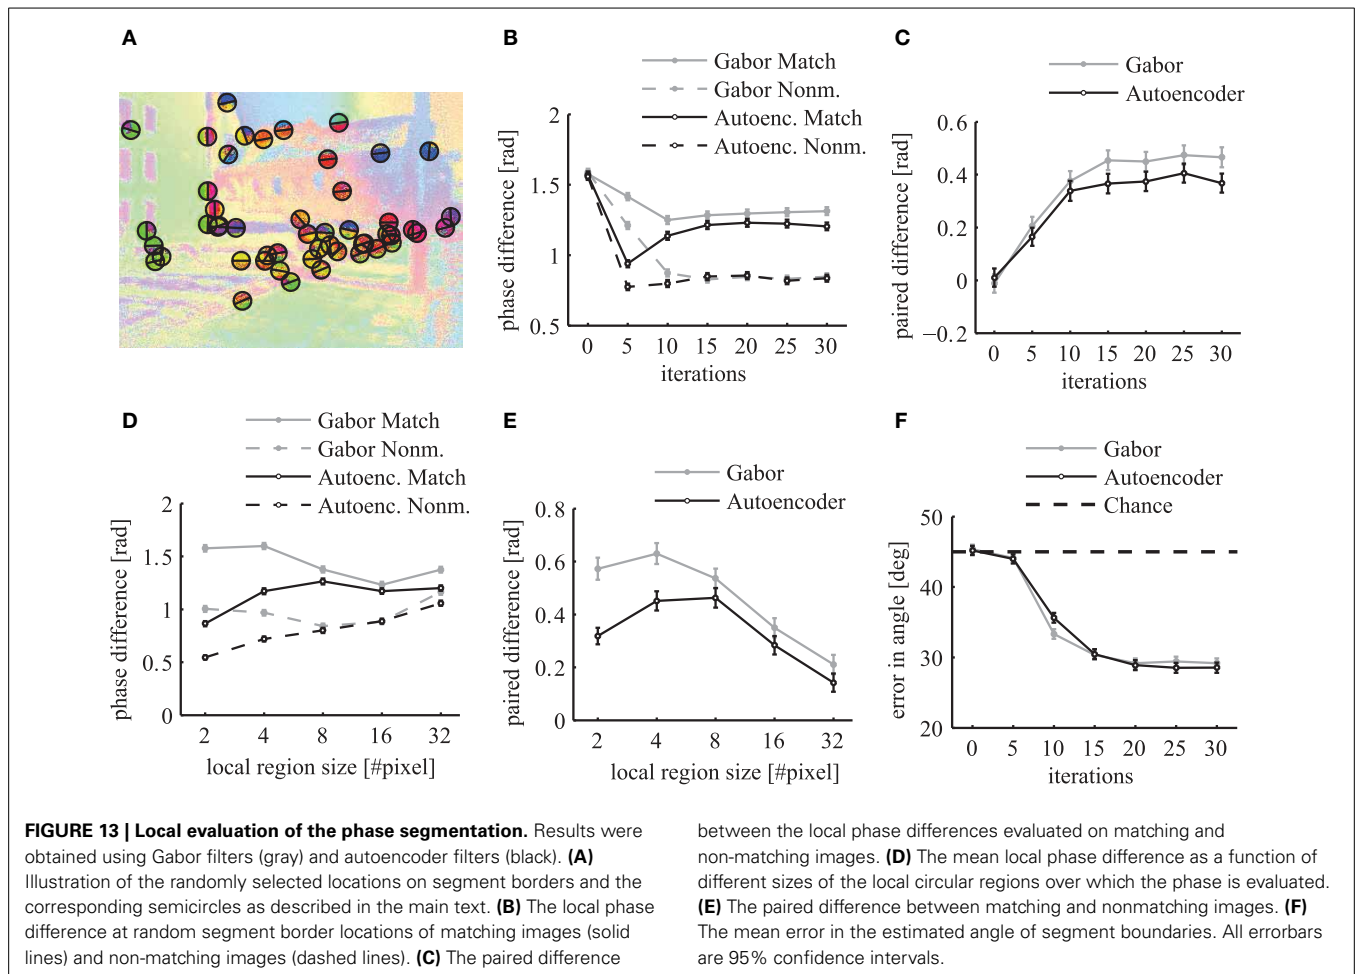 A
B
Gabor Match
Gabor Nonm.
Autoenc. Match
Autoenc. Nonm.
phase difference [rad]
2
1.5
1
0.5
0 5 10 15 20 25 30
iterations
C
Gabor
Autoencoder
paired difference [rad]
0.6
0.4
0.2
0
−0.2
0 5 10 15 20 25 30
iterations
D
Gabor Match
Gabor Nonm.
Autoenc. Match
Autoenc. Nonm.
phase difference [rad]
2
1.5
1
0.5
0
2 4 8 16 32
local region size [#pixel]
E
Gabor
Autoencoder
paired difference [rad]
0.8
0.6
0.4
0.2
0
2 4 8 16 32
local region size [#pixel]
F
Gabor
Autoencoder
Chance
error in angle [deg]
50
40
30
20
0 5 10 15 20 25 30
iterations
FIGURE 13 | Local evaluation of the phase segmentation. Results were
obtained using Gabor filters (gray) and autoencoder filters (black). (A)
Illustration of the randomly selected locations on segment borders and the
corresponding semicircles as described in the main text. (B) The local phase
difference at random segment border locations of matching images (solid
lines) and non-matching images (dashed lines). (C) The paired difference
between the local phase differences evaluated on matching and
non-matching images. (D) The mean local phase difference as a function of
different sizes of the local circular regions over which the phase is evaluated.
(E) The paired difference between matching and nonmatching images. (F)
The mean error in the estimated angle of segment boundaries. All errorbars
are 95% confidence intervals.